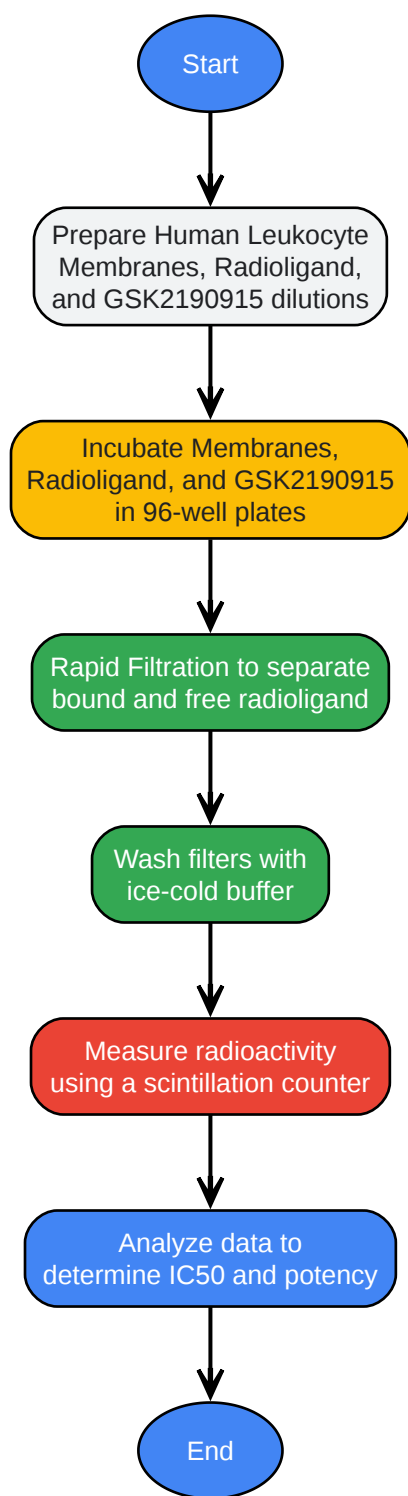 Start
Prepare Human Leukocyte
Membranes, Radioligand,
and GSK2190915 dilutions
Incubate Membranes,
Radioligand, and GSK2190915
in 96-well plates
Rapid Filtration to separate
bound and free radioligand
Wash filters with
ice-cold buffer
Measure radioactivity
using a scintillation counter
Analyze data to
determine IC50 and potency
End